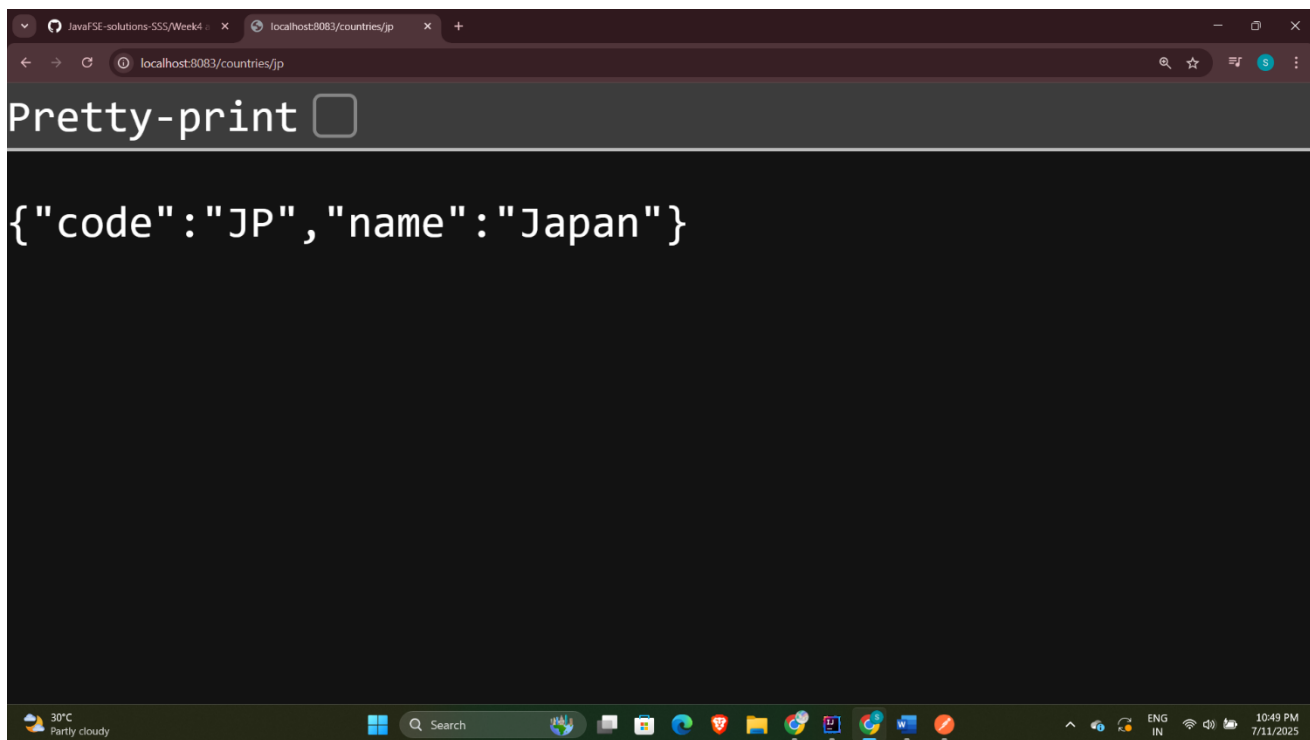 JavaFSE-solutions-SSS/Week4 a
localhost:8083/countries/jp
localhost:8083/countries/jp
S
Pretty-print
{"code":"JP","name":"Japan"}
30°C
Partly cloudy
Search
ENG
IN
10:49 PM
7/11/2025